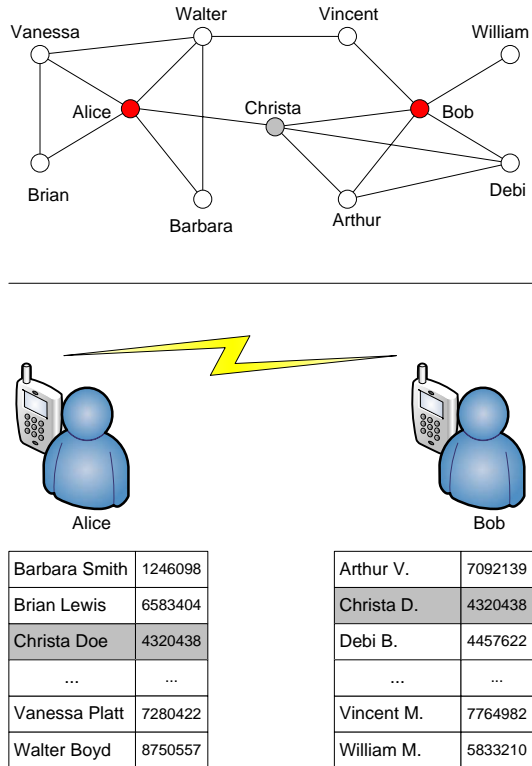 Walter Vincent
Vanessa William
Alice Christa Bob
Brian Debi
Barbara Arthur
Alice Bob
Barbara Smith 1246098
Brian Lewis 6583404
Christa Doe 4320438
... ...
Vanessa Platt 7280422
Walter Boyd 8750557
Arthur V. 7092139
Christa D. 4320438
Debi B. 4457622
... ...
Vincent M. 7764982
William M. 5833210